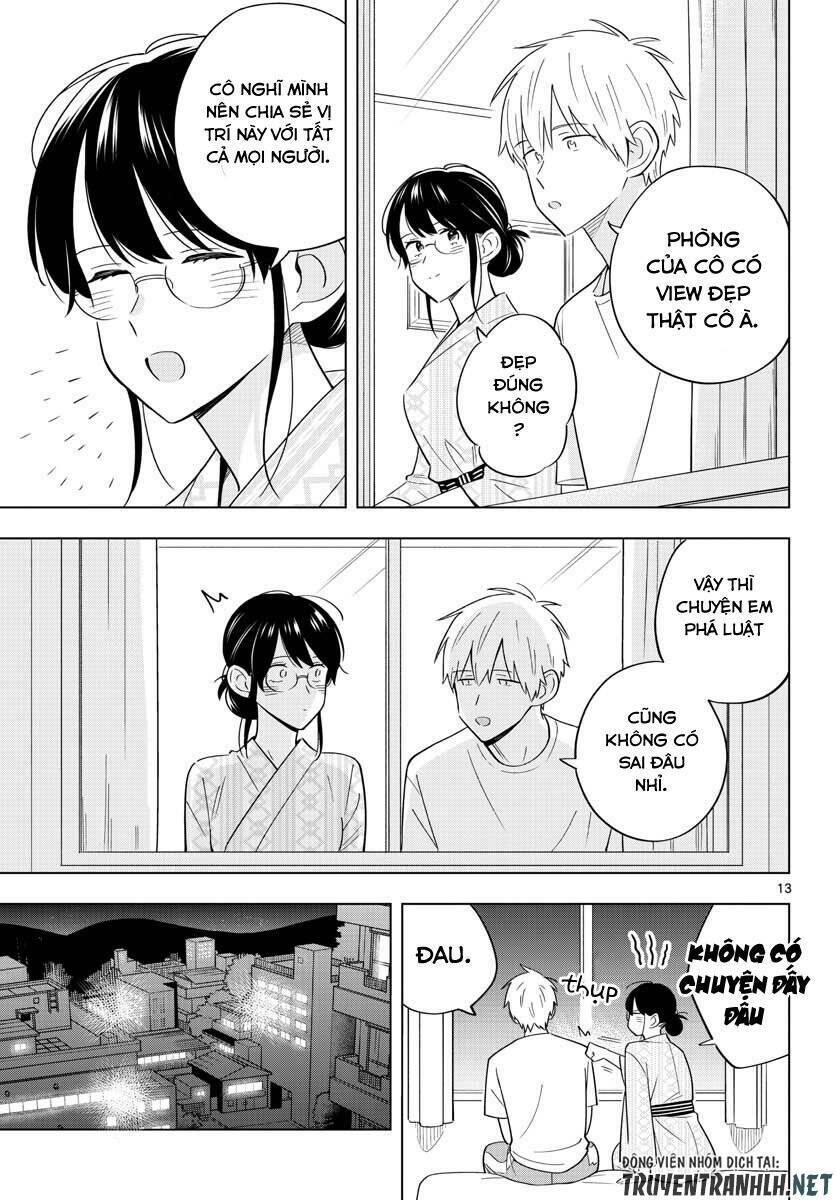 PHÒNG
CỦA CÔ CÓ
VIEW ĐẸP
THẬT CÔ À.
ĐẸP
ĐÚNG
KHÔNG
?
CÔ NGHĨ MÌNH
NÊN CHIA SẺ VỊ
TRÍ NÀY VỚI TẤT
CẢ MỌI NGƯỜI.
VẬY THÌ
CHUYỆN EM
PHÁ LUẬT
CŨNG
KHÔNG CÓ
SAI ĐÂU
NHỈ.
13
KHÔNG CÓ
CHUYỆN ĐẤY
ĐÂU
thụp
ĐAU.
ĐỘNG VIÊN NHÓM DỊCH TẠI:
TRUYENTRANHLH.NET